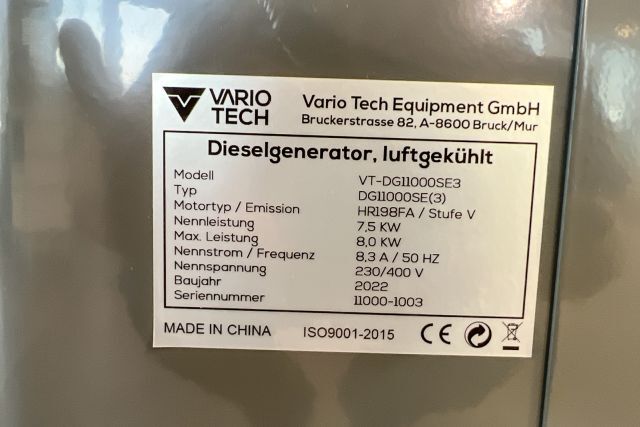 VARIO TECH
Vario Tech Equipment GmbH
Bruckerstrasse 82, A-8600 Bruck/Mur
Dieselgenerator, luftgekühlt
Modell VT-DG11000SE3
Typ DG11000SE(3)
Motortyp / Emission HR198FA / Stufe V
Nennleistung 7,5 KW
Max. Leistung 8,0 KW
Nennstrom / Frequenz 8,3 A / 50 HZ
Nennspannung 230/400 V
Baujahr 2022
Seriennummer 11000-1003
MADE IN CHINA ISO9001-2015 CE